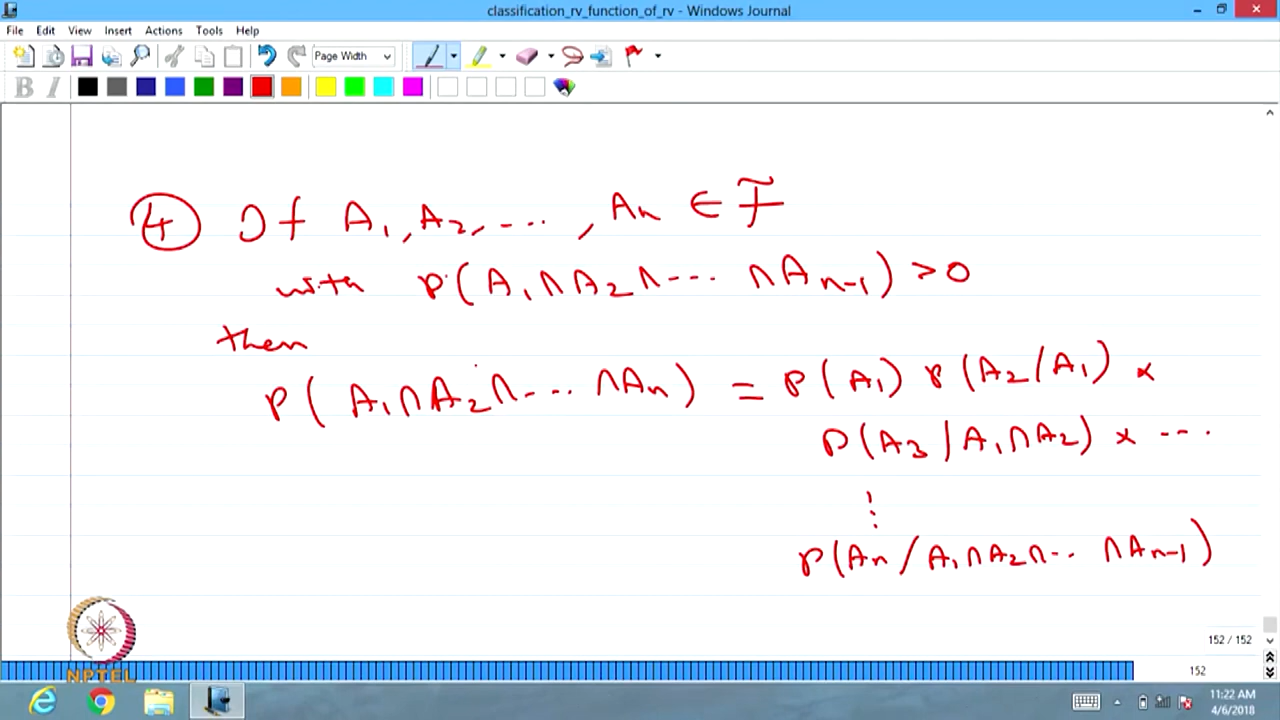 classification_rv_function_of_rv - Windows Journal
File Edit View Insert Actions Tools Help
Page Width
B I
④ If A₁, A₂, ..., Aₙ ∈ F̃
with P(A₁∩A₂∩... ∩Aₙ₋₁) > 0
then
P(A₁∩A₂∩... ∩Aₙ) = P(A₁) P(A₂/A₁) ×
P(A₃/A₁∩A₂) × ...
⋮
P(Aₙ/A₁∩A₂∩... ∩Aₙ₋₁)
152 / 152
NPTEL
152
11:22 AM
4/6/2018